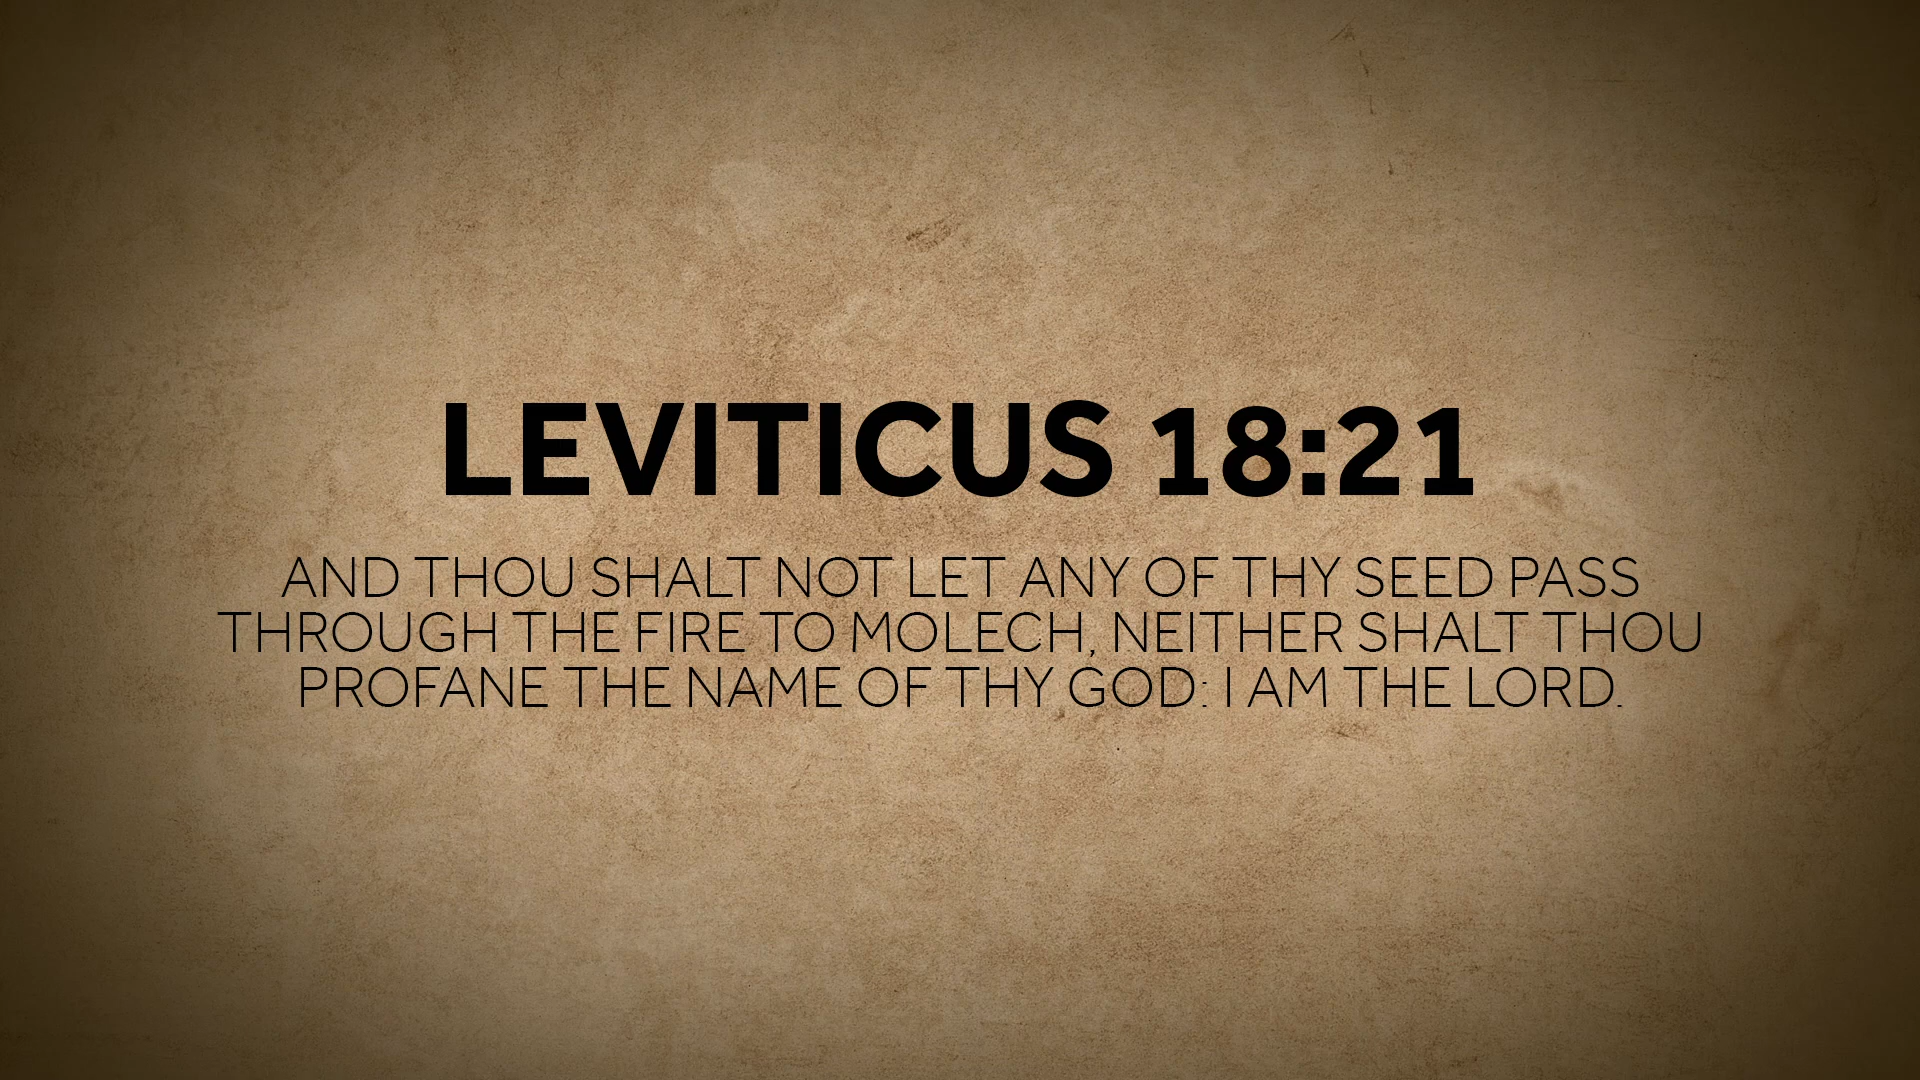 LEVITICUS 18:21
AND THOU SHALT NOT LET ANY OF THY SEED PASS
THROUGH THE FIRE TO MOLECH, NEITHER SHALT THOU
PROFANE THE NAME OF THY GOD: I AM THE LORD.